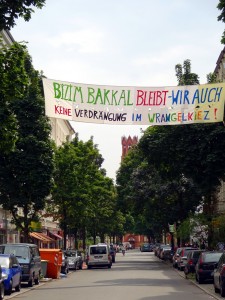 BIZIM BAKKAL BLEIBT-WIR AUCH
KEINE VERDRÄNGUNG IM WRANGELKIEZ!